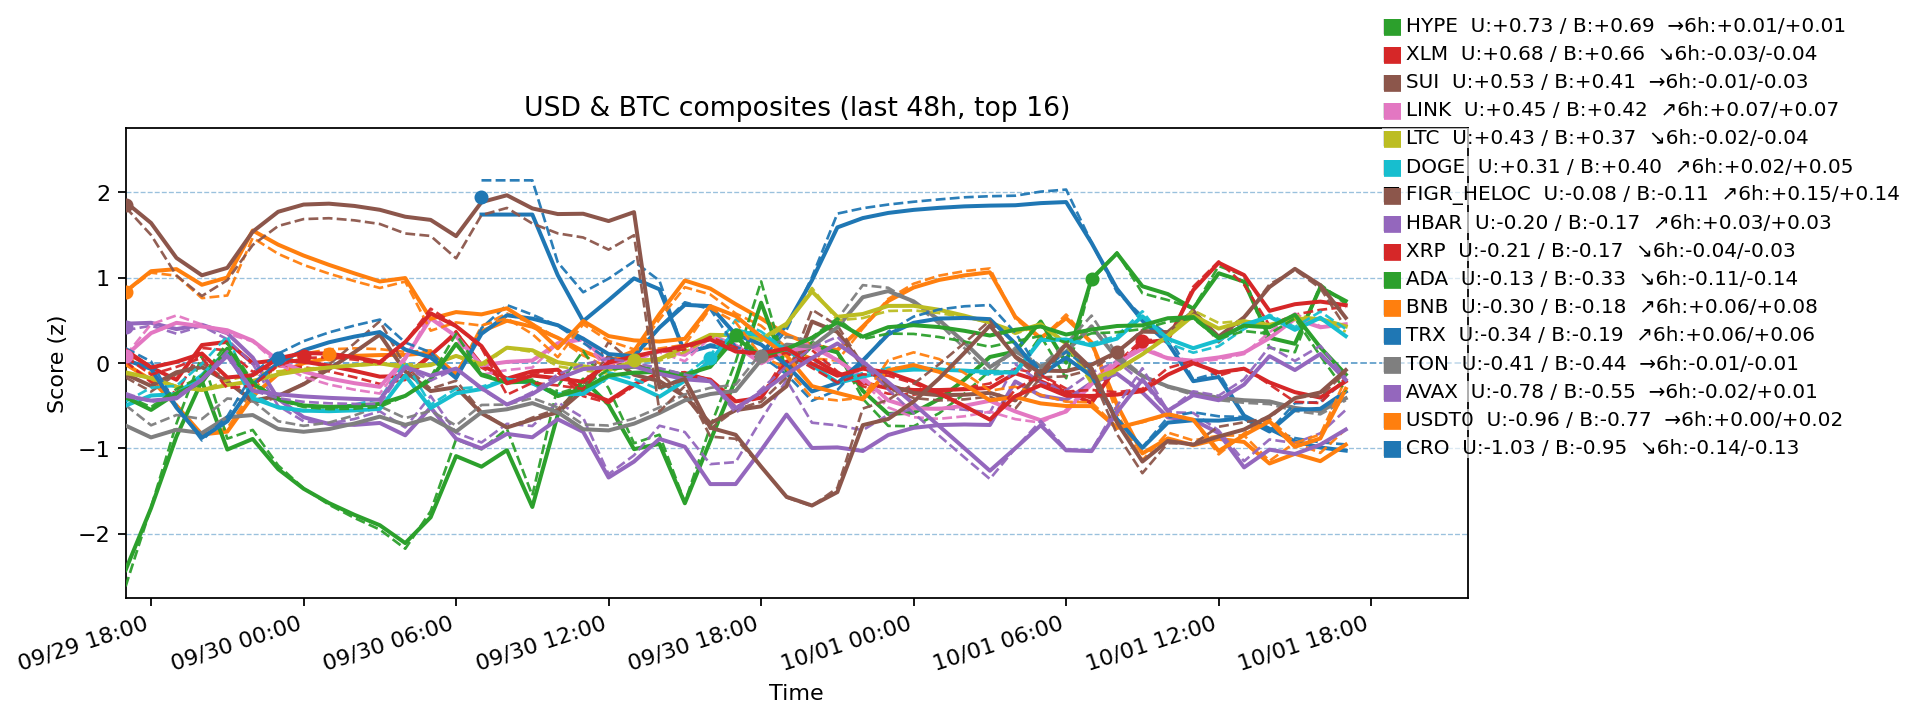 HYPE U:+0.73 / B:+0.69 →6h:+0.01/+0.01
XLM U:+0.68 / B:+0.66 ↘6h:-0.03/-0.04
SUI U:+0.53 / B:+0.41 →6h:-0.01/-0.03
LINK U:+0.45 / B:+0.42 ↗6h:+0.07/+0.07
LTC U:+0.43 / B:+0.37 ↘6h:-0.02/-0.04
DOGE U:+0.31 / B:+0.40 ↗6h:+0.02/+0.05
FIGR_HELOC U:-0.08 / B:-0.11 ↗6h:+0.15/+0.14
HBAR U:-0.20 / B:-0.17 ↗6h:+0.03/+0.03
XRP U:-0.21 / B:-0.17 ↘6h:-0.04/-0.03
ADA U:-0.13 / B:-0.33 ↘6h:-0.11/-0.14
BNB U:-0.30 / B:-0.18 ↗6h:+0.06/+0.08
TRX U:-0.34 / B:-0.19 ↗6h:+0.06/+0.06
TON U:-0.41 / B:-0.44 →6h:-0.01/-0.01
AVAX U:-0.78 / B:-0.55 →6h:-0.02/+0.01
USDT0 U:-0.96 / B:-0.77 →6h:+0.00/+0.02
CRO U:-1.03 / B:-0.95 ↘6h:-0.14/-0.13
USD & BTC composites (last 48h, top 16)
Score (z)
2
1
0
−1
−2
09/29 18:00
09/30 00:00
09/30 06:00
09/30 12:00
09/30 18:00
10/01 00:00
10/01 06:00
10/01 12:00
10/01 18:00
Time